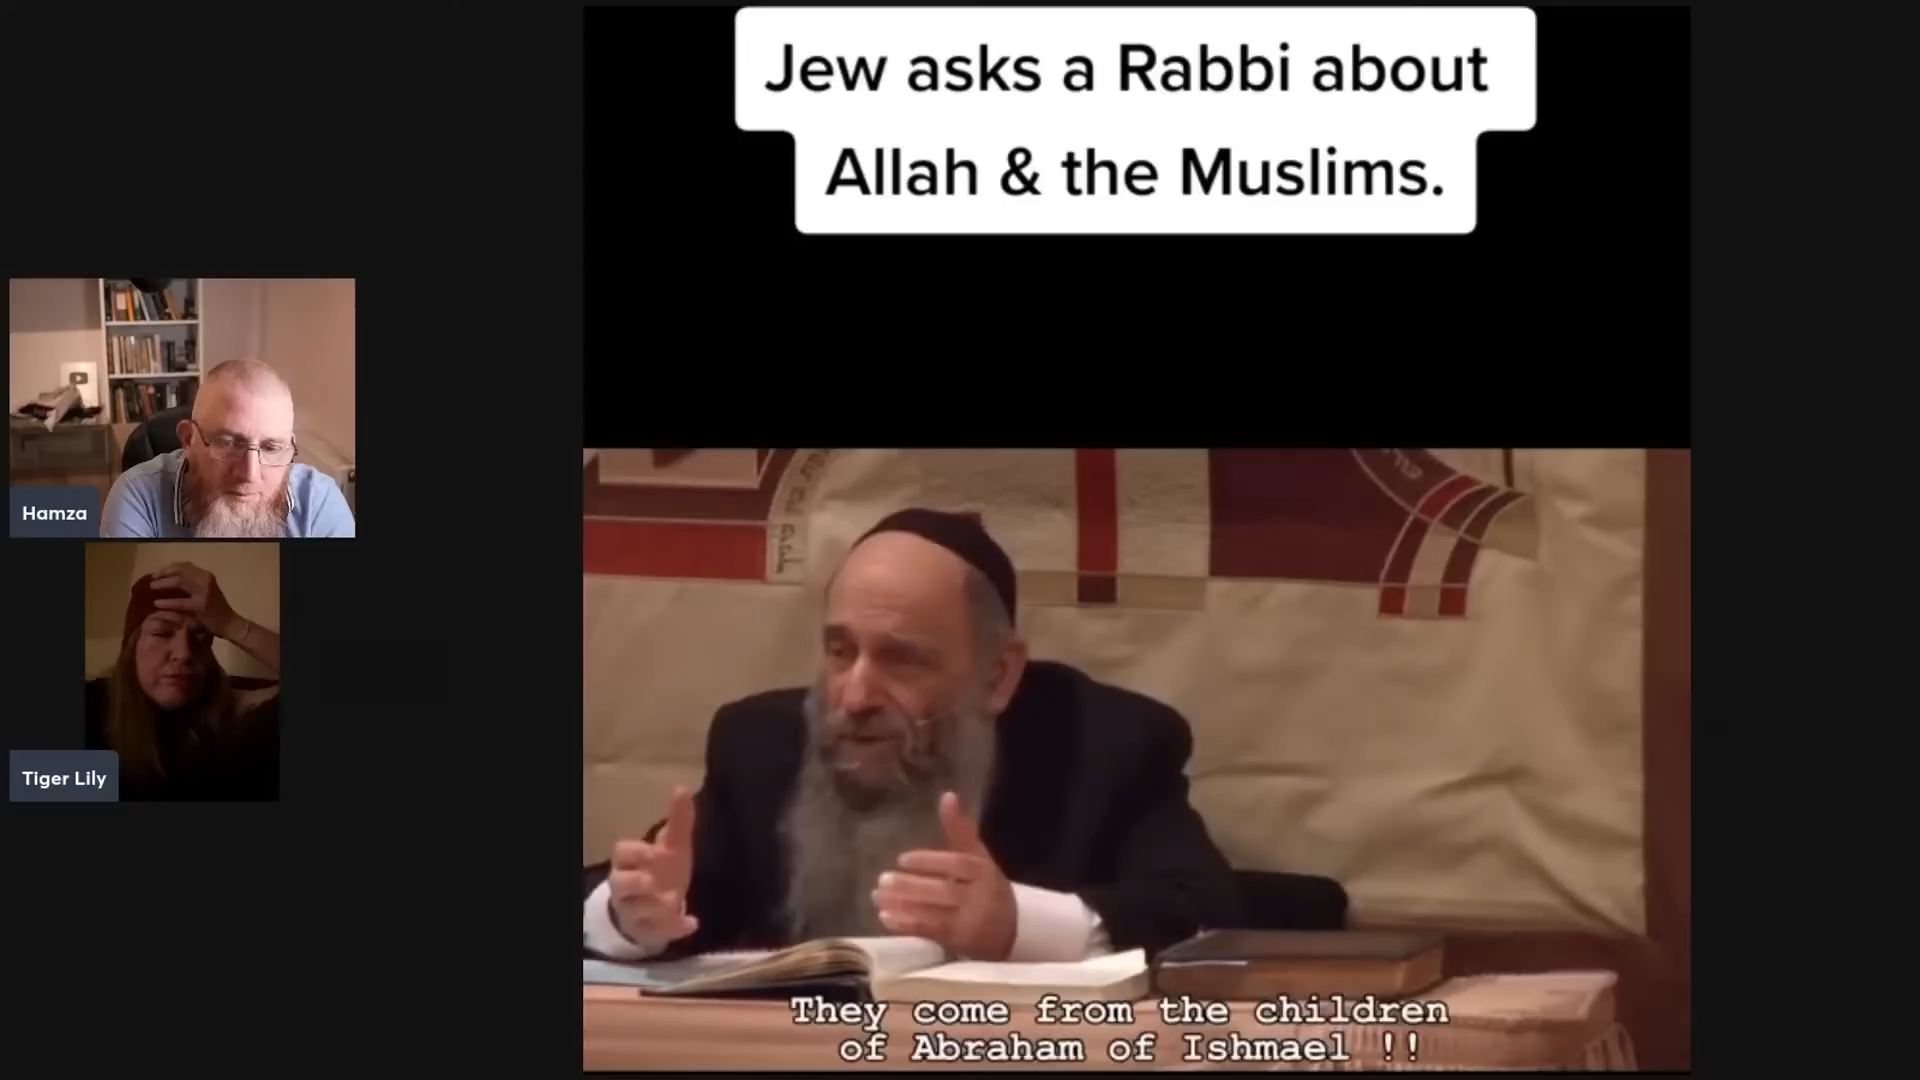 Jew asks a Rabbi about
Allah & the Muslims.
Hamza
Tiger Lily
They come from the children
of Abraham of Ishmael !!